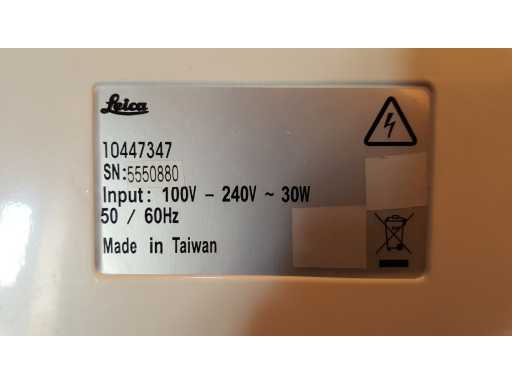 Leica
10447347
SN:5550880
Input: 100V - 240V ~ 30W
50 / 60Hz
Made in Taiwan